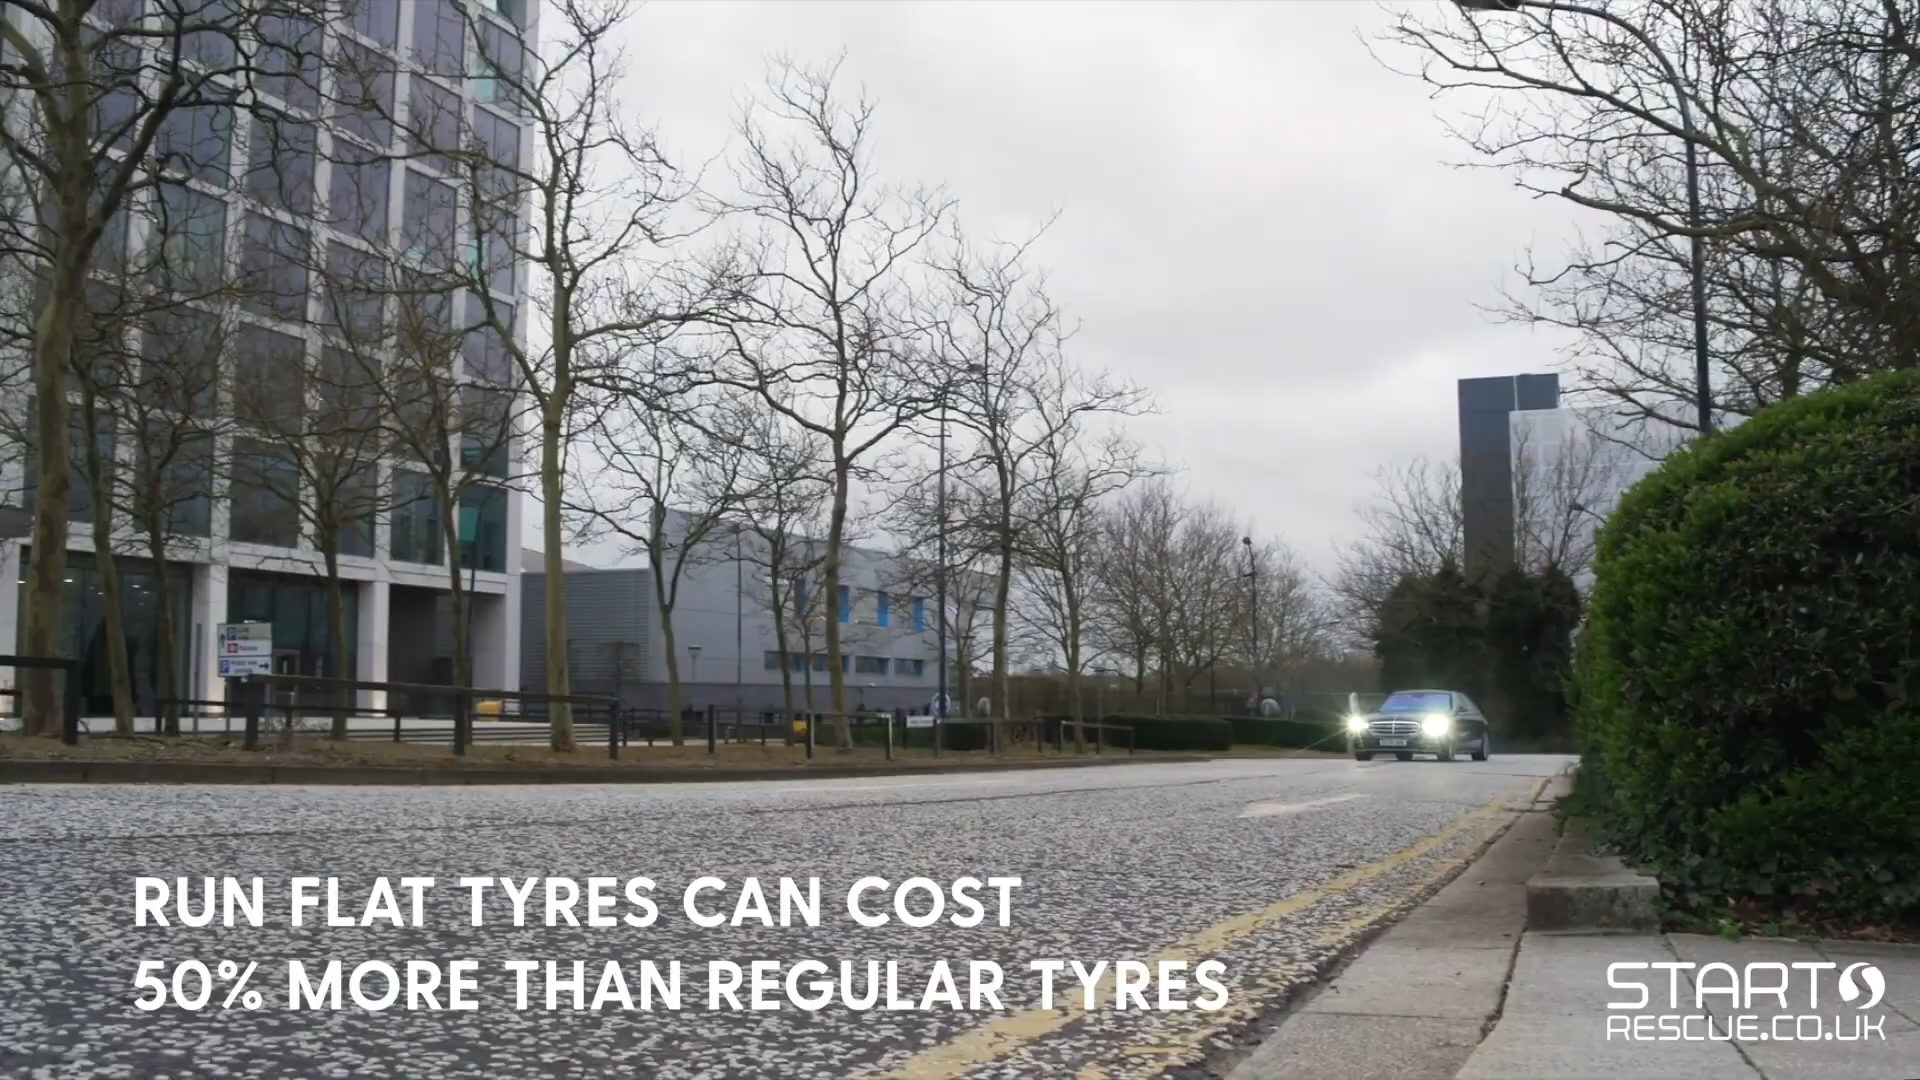 RUN FLAT TYRES CAN COST
50% MORE THAN REGULAR TYRES
START
RESCUE.CO.UK